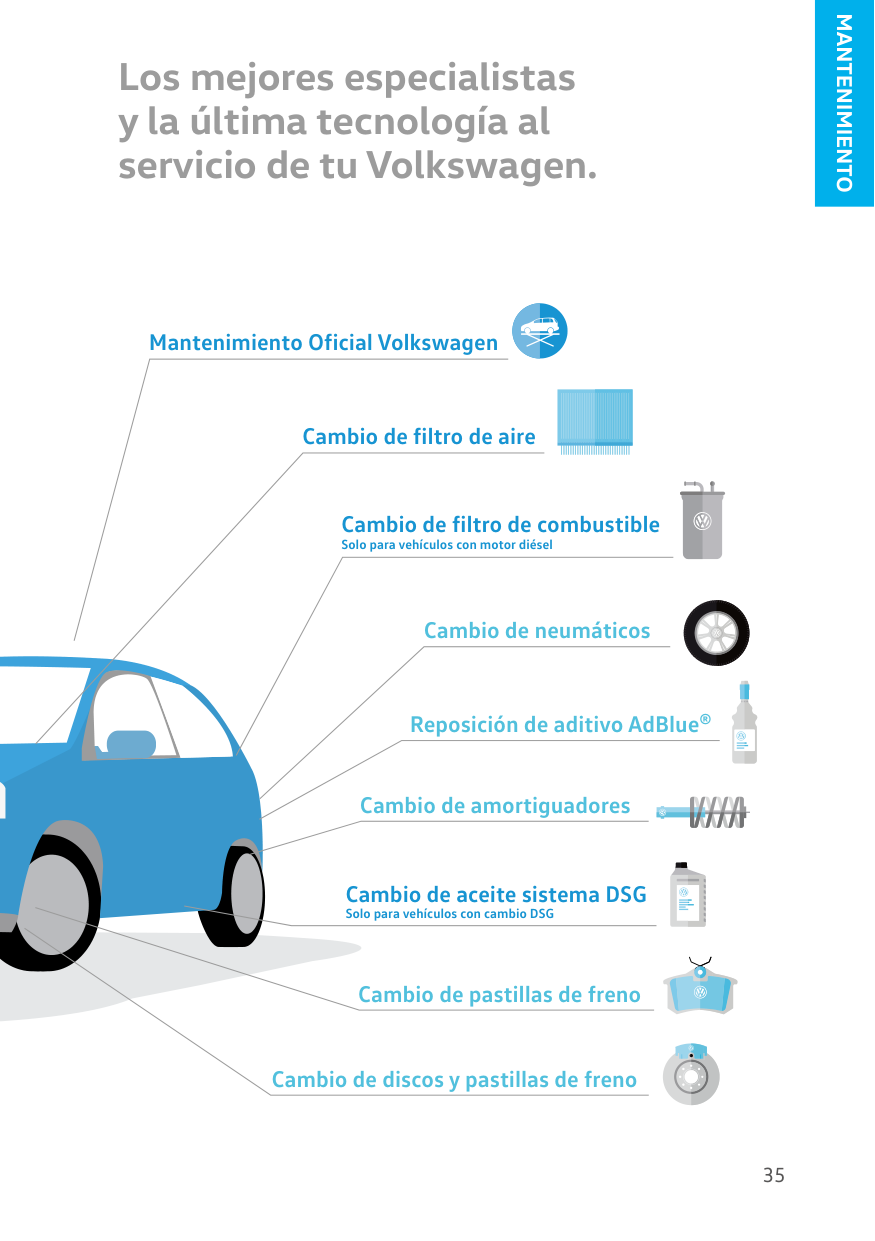 MANTENIMIENTO
Los mejores especialistas
y la última tecnología al
servicio de tu Volkswagen.
Mantenimiento Oficial Volkswagen
Cambio de filtro de aire
Cambio de filtro de combustible
Solo para vehículos con motor diésel
Cambio de neumáticos
Reposición de aditivo AdBlue®
Cambio de amortiguadores
Cambio de aceite sistema DSG
Solo para vehículos con cambio DSG
Cambio de pastillas de freno
Cambio de discos y pastillas de freno
35